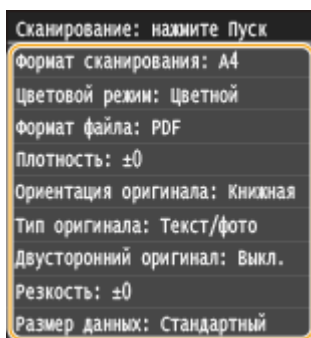 Сканирование: нажмите Пуск
Формат сканирования: A4
Цветовой режим: Цветной
Формат файла: PDF
Плотность: ±0
Ориентация оригинала: Книжная
Тип оригинала: Текст/фото
Двусторонний оригинал: Выкл.
Резкость: ±0
Размер данных: Стандартный